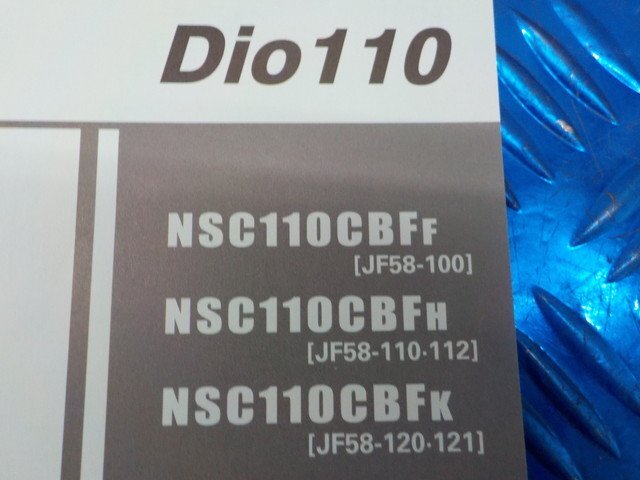 Dio110
NSC110CBFF
[JF58-100]
NSC110CBFH
[JF58-110·112]
NSC110CBFK
[JF58-120·121]